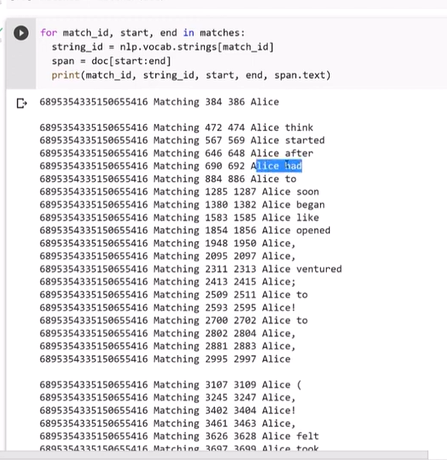 for match_id, start, end in matches:
string_id = nlp.vocab.strings[match_id]
span = doc[start:end]
print(match_id, string_id, start, end, span.text)
6895354335150655416 Matching 384 386 Alice
6895354335150655416 Matching 472 474 Alice think
6895354335150655416 Matching 567 569 Alice started
6895354335150655416 Matching 646 648 Alice after
6895354335150655416 Matching 690 692 Alice had
6895354335150655416 Matching 884 886 Alice to
6895354335150655416 Matching 1285 1287 Alice soon
6895354335150655416 Matching 1380 1382 Alice began
6895354335150655416 Matching 1583 1585 Alice like
6895354335150655416 Matching 1854 1856 Alice opened
6895354335150655416 Matching 1948 1950 Alice,
6895354335150655416 Matching 2095 2097 Alice,
6895354335150655416 Matching 2311 2313 Alice ventured
6895354335150655416 Matching 2413 2415 Alice;
6895354335150655416 Matching 2509 2511 Alice to
6895354335150655416 Matching 2593 2595 Alice!
6895354335150655416 Matching 2700 2702 Alice to
6895354335150655416 Matching 2802 2804 Alice,
6895354335150655416 Matching 2881 2883 Alice,
6895354335150655416 Matching 2995 2997 Alice
6895354335150655416 Matching 3107 3109 Alice (
6895354335150655416 Matching 3245 3247 Alice,
6895354335150655416 Matching 3402 3404 Alice!
6895354335150655416 Matching 3461 3463 Alice,
6895354335150655416 Matching 3626 3628 Alice felt
6895354335150655416 Matching 3697 3699 Alice took